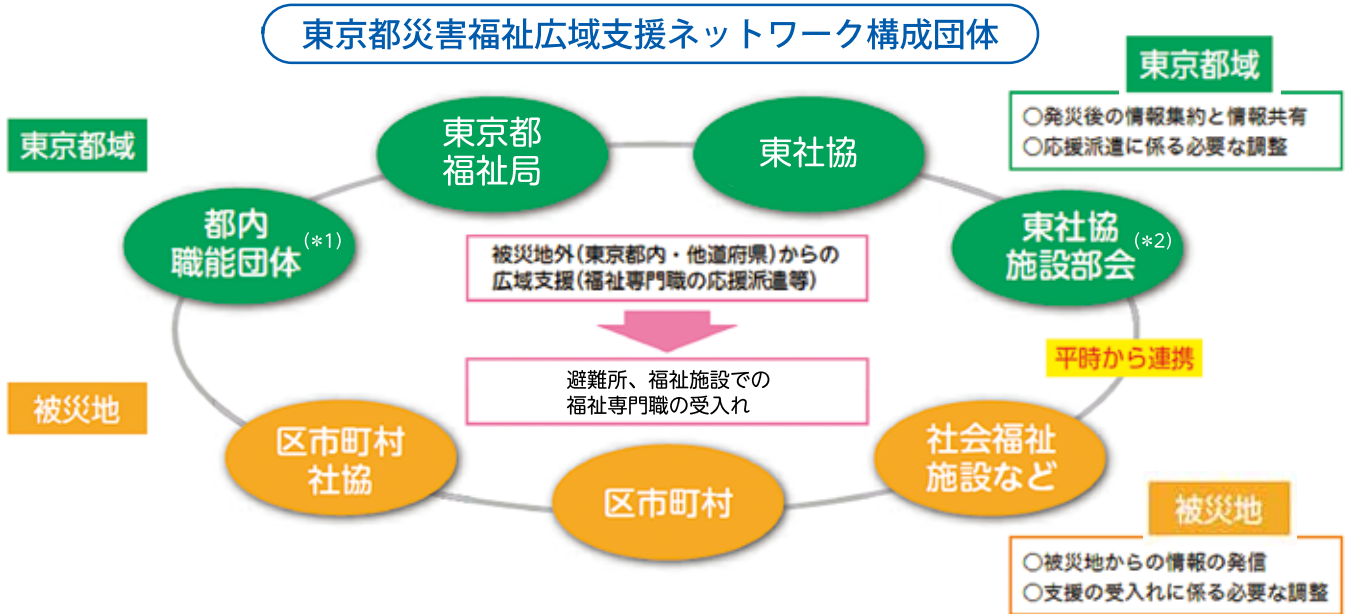 東京都災害福祉広域支援ネットワーク構成団体
東京都域
○発災後の情報集約と情報共有
○応援派遣に係る必要な調整
東京都域
東京都
福祉局
東社協
都内
職能団体(*1)
東社協
施設部会(*2)
被災地外(東京都内・他道府県)からの
広域支援(福祉専門職の応援派遣等)
平時から連携
避難所、福祉施設での
福祉専門職の受入れ
被災地
区市町村
社協
区市町村
社会福祉
施設など
被災地
○被災地からの情報の発信
○支援の受入れに係る必要な調整